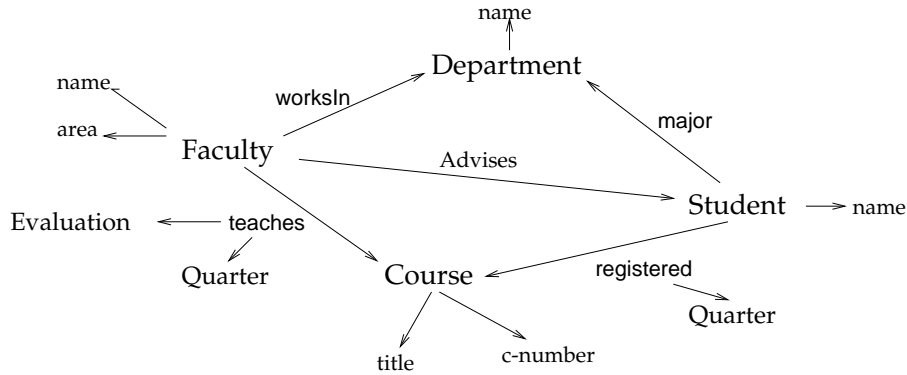 name
Department
name
worksIn
area
major
Faculty
Advises
Student
name
Evaluation
teaches
Quarter
Course
registered
Quarter
title
c-number